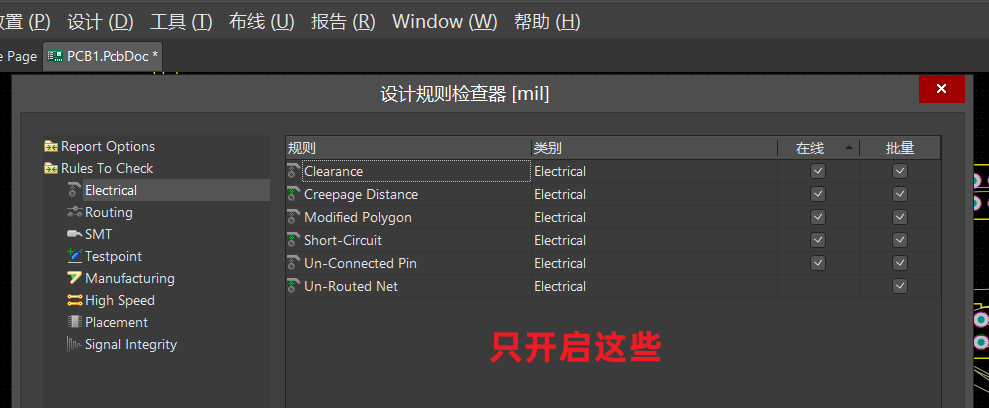 放置 (P) 设计 (D) 工具 (T) 布线 (U) 报告 (R) Window (W) 帮助 (H)
e Page PCB1.PcbDoc *
设计规则检查器 [mil]
Report Options
Rules To Check
Electrical
Routing
SMT
Testpoint
Manufacturing
High Speed
Placement
Signal Integrity
规则 类别 在线 批量
Clearance Electrical
Creepage Distance Electrical
Modified Polygon Electrical
Short-Circuit Electrical
Un-Connected Pin Electrical
Un-Routed Net Electrical
只开启这些